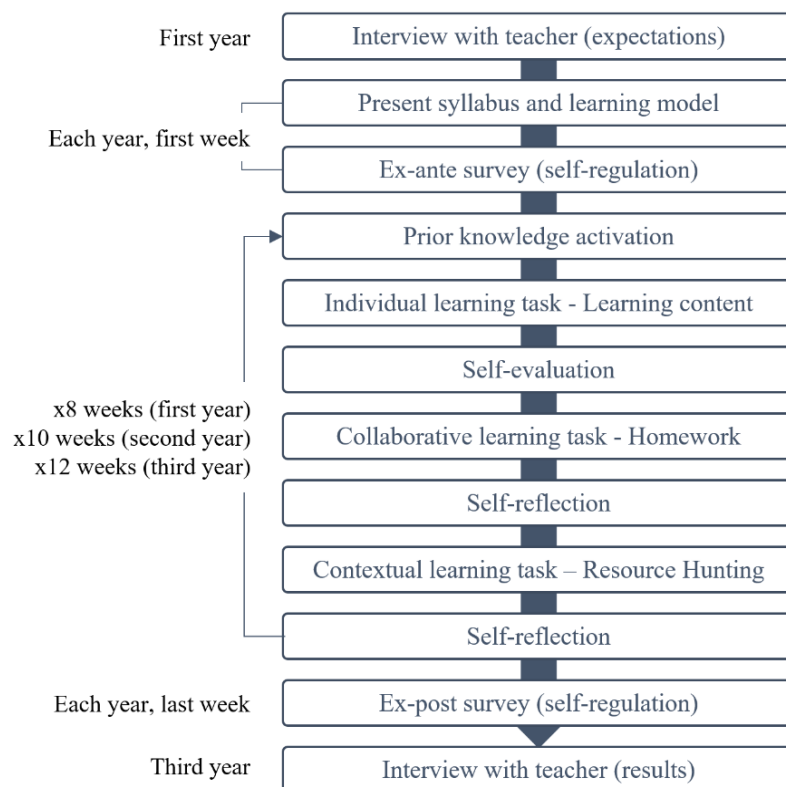 First year
Interview with teacher (expectations)
Present syllabus and learning model
Each year, first week
Ex-ante survey (self-regulation)
Prior knowledge activation
Individual learning task - Learning content
Self-evaluation
x8 weeks (first year)
x10 weeks (second year)
x12 weeks (third year)
Collaborative learning task - Homework
Self-reflection
Contextual learning task – Resource Hunting
Self-reflection
Each year, last week
Ex-post survey (self-regulation)
Third year
Interview with teacher (results)